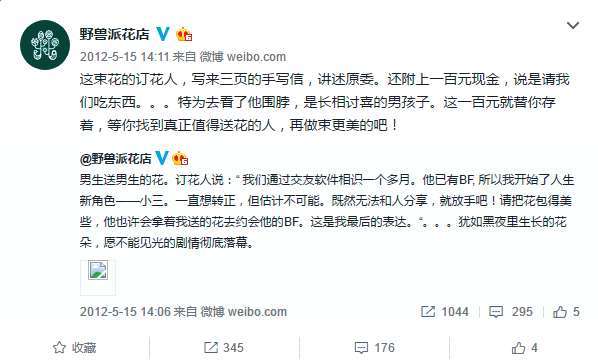 野兽派花店
2012-5-15 14:11 来自 微博 weibo.com
这束花的订花人，写来三页的手写信，讲述原委。还附上一百元现金，说是请我
们吃东西。。。特为去看了他围脖，是长相讨喜的男孩子。这一百元就替你存
着，等你找到真正值得送花的人，再做束更美的吧！
@野兽派花店
男生送男生的花。订花人说：“ 我们通过交友软件相识一个多月。他已有BF, 所以我开始了人生
新角色——小三。一直想转正，但估计不可能。既然无法和人分享，就放手吧！请把花包得美
些，他也许会拿着我送的花去约会他的BF。这是我最后的表达。“。。。犹如黑夜里生长的花
朵，愿不能见光的剧情彻底落幕。
2012-5-15 14:06 来自 微博 weibo.com 1044 295 5
收藏 345 176 4